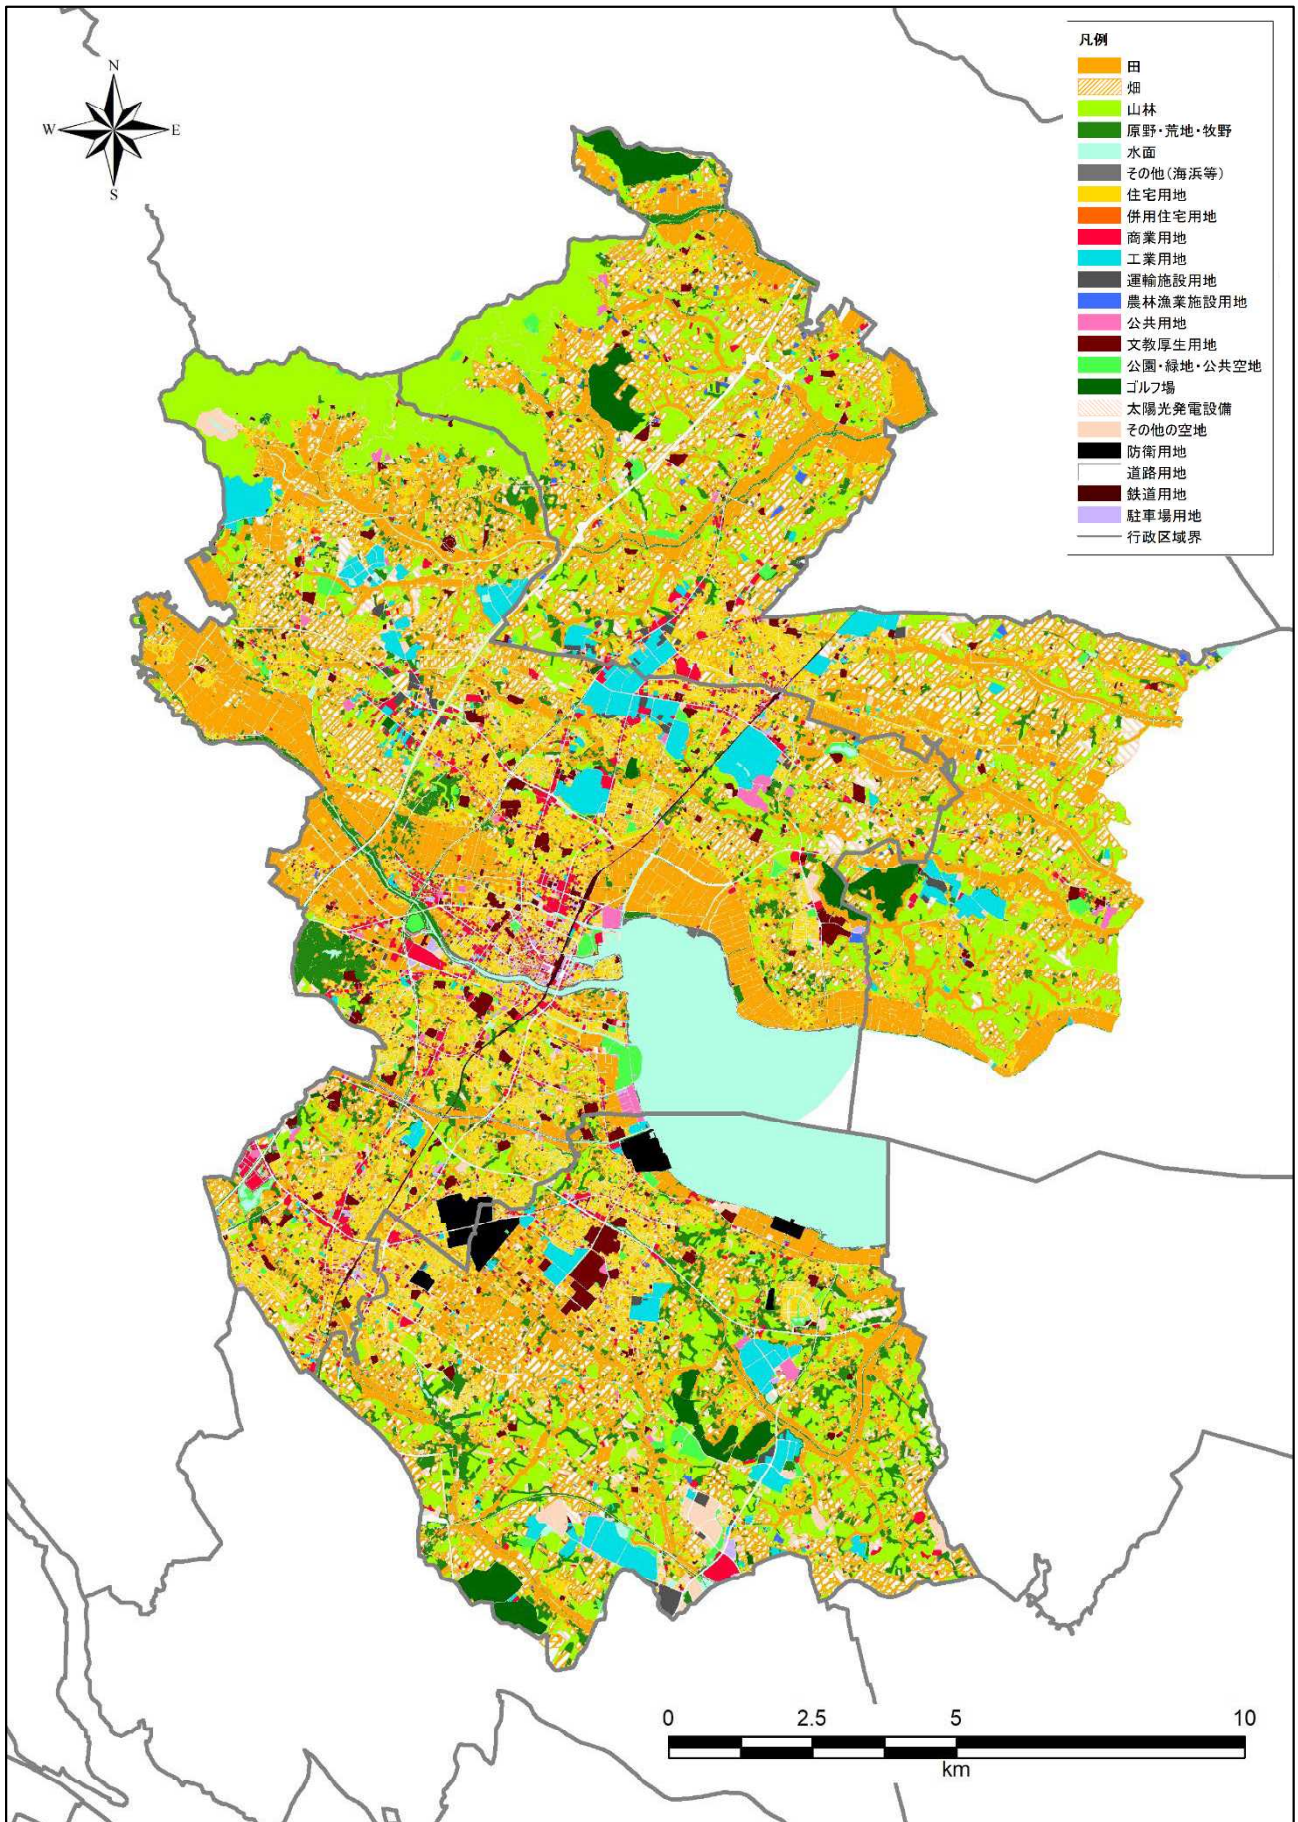 N
W
E
S
凡例
田
畑
山林
原野・荒地・牧野
水面
その他(海浜等)
住宅用地
併用住宅用地
商業用地
工業用地
運輸施設用地
農林漁業施設用地
公共用地
文教厚生用地
公園・緑地・公共空地
ゴルフ場
太陽光発電設備
その他の空地
防衛用地
道路用地
鉄道用地
駐車場用地
行政区域界
0 2.5 5 10
km